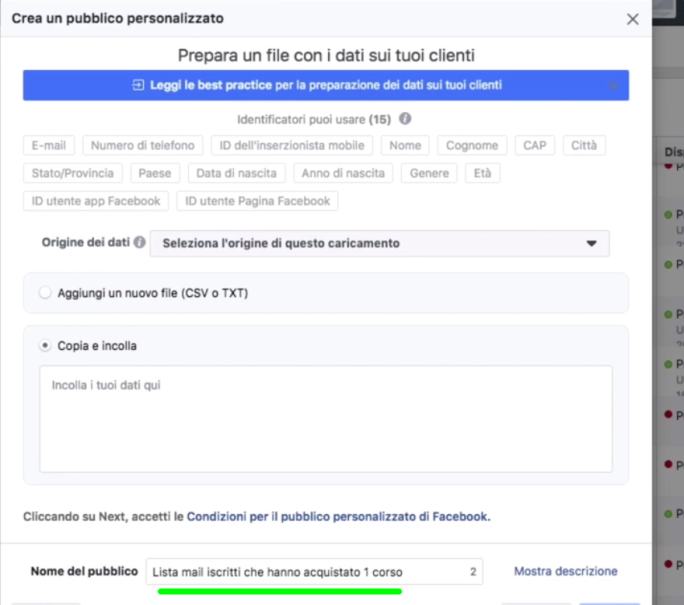 Crea un pubblico personalizzato
Prepara un file con i dati sui tuoi clienti
Leggi le best practice per la preparazione dei dati sui tuoi clienti
Identificatori puoi usare (15)
E-mail Numero di telefono ID dell'inserzionista mobile Nome Cognome CAP Città
Stato/Provincia Paese Data di nascita Anno di nascita Genere Età
ID utente app Facebook ID utente Pagina Facebook
Origine dei dati Seleziona l'origine di questo caricamento
Aggiungi un nuovo file (CSV o TXT)
Copia e incolla
Incolla i tuoi dati qui
Cliccando su Next, accetti le Condizioni per il pubblico personalizzato di Facebook.
Nome del pubblico Lista mail iscritti che hanno acquistato 1 corso 2 Mostra descrizione